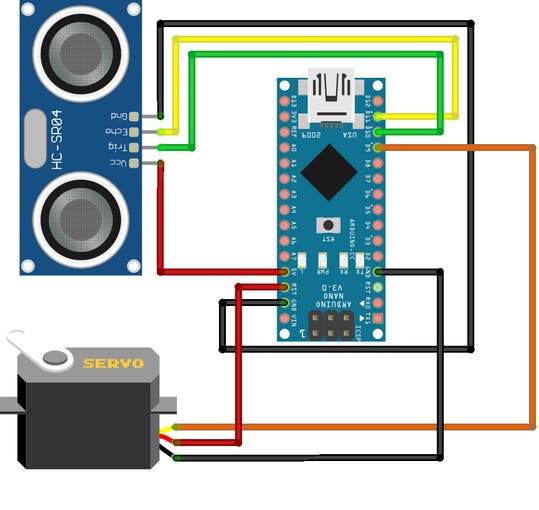 HC-SR04
Gnd
Echo
Trig
Vcc
D13
3V3
REF
A0
A1
A2
A3
A4
A5
A6
A7
5V
RST
GND
VIN
D12
D11
D10
D9
D8
D7
D6
D5
D4
D3
D2
GND
RST
RX0
TX1
USA
2009
RST
ARDUINO.CC
L
PWR
RX
TX
ARDUINO
NANO
V3.0
ICSP
1
SERVO